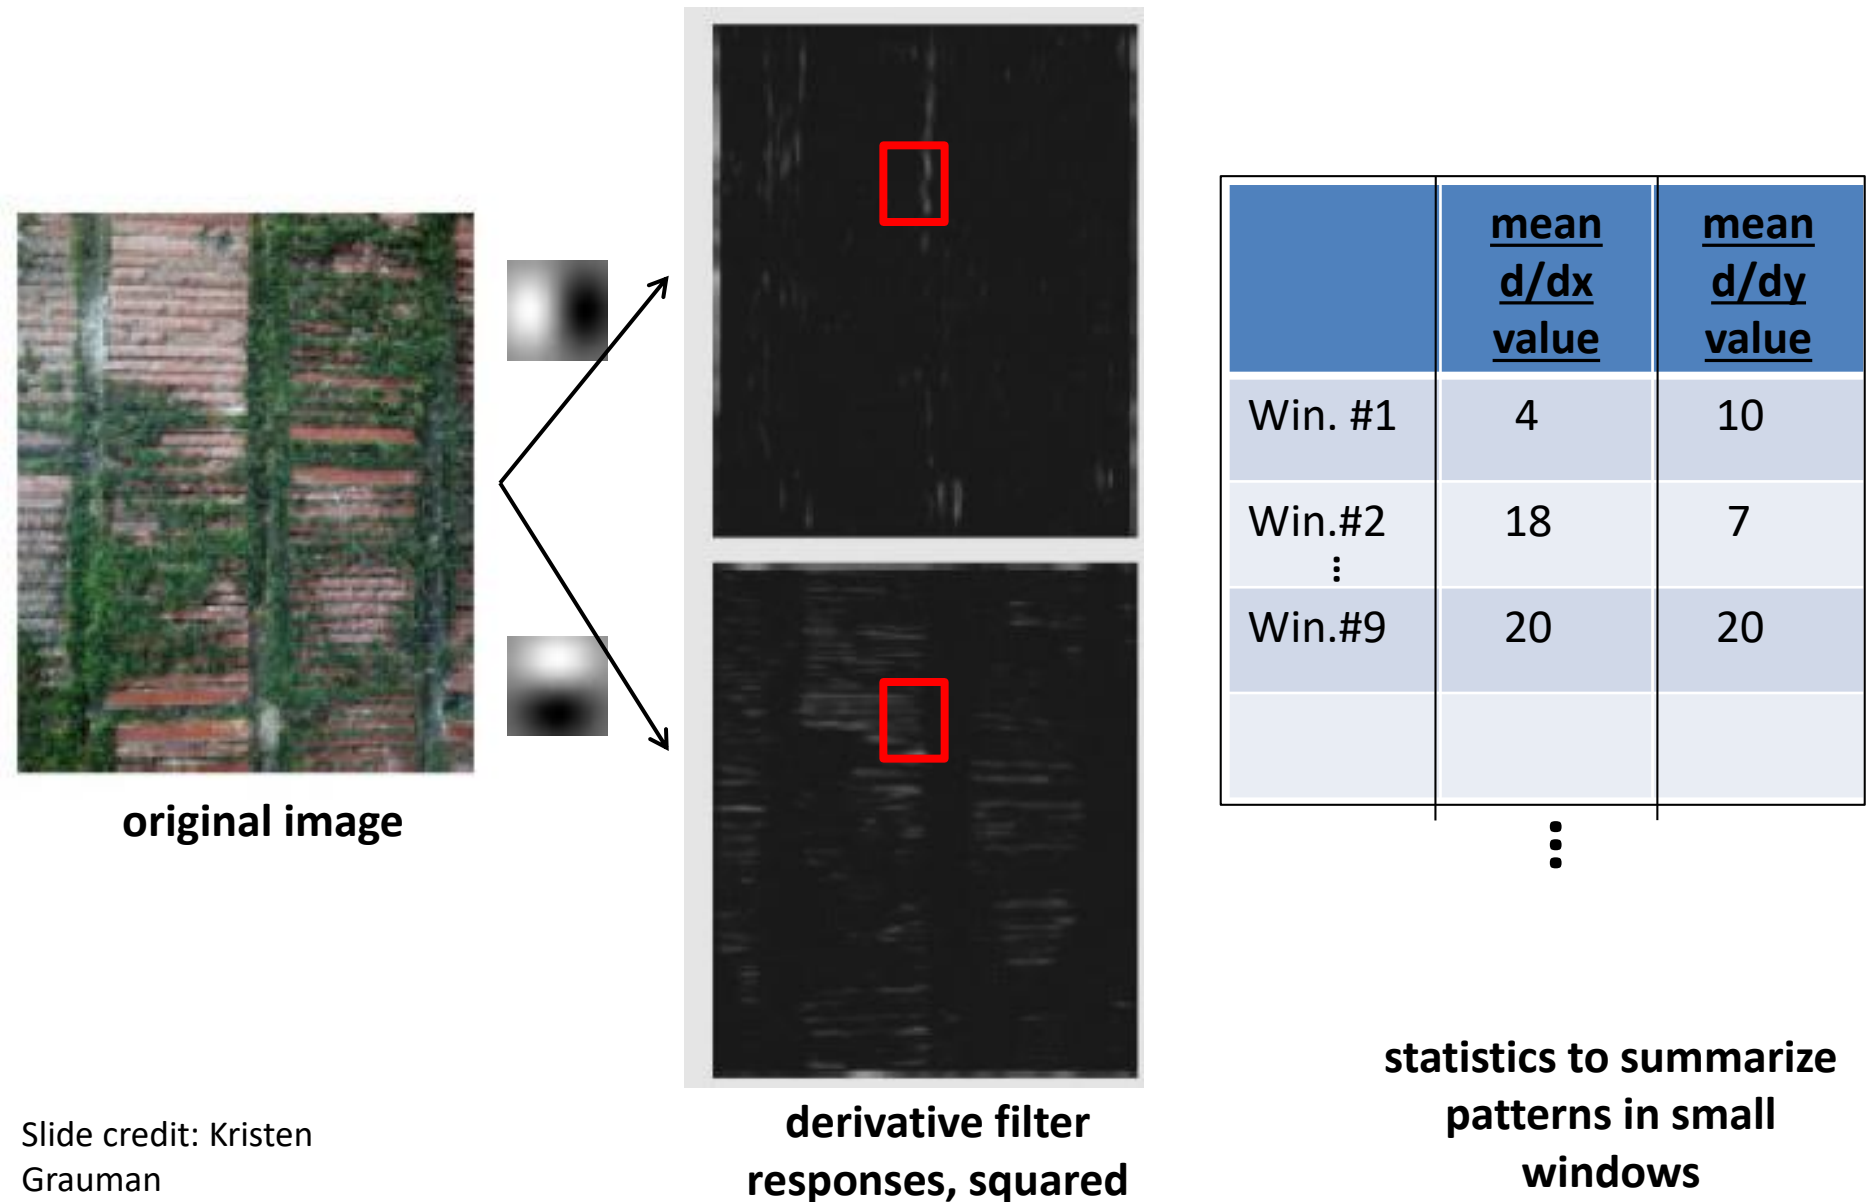 original image
Slide credit: Kristen
Grauman
derivative filter
responses, squared
mean
d/dx
value
mean
d/dy
value
Win. #1 4 10
Win.#2 18 7
⋮
Win.#9 20 20
⋮
statistics to summarize
patterns in small
windows